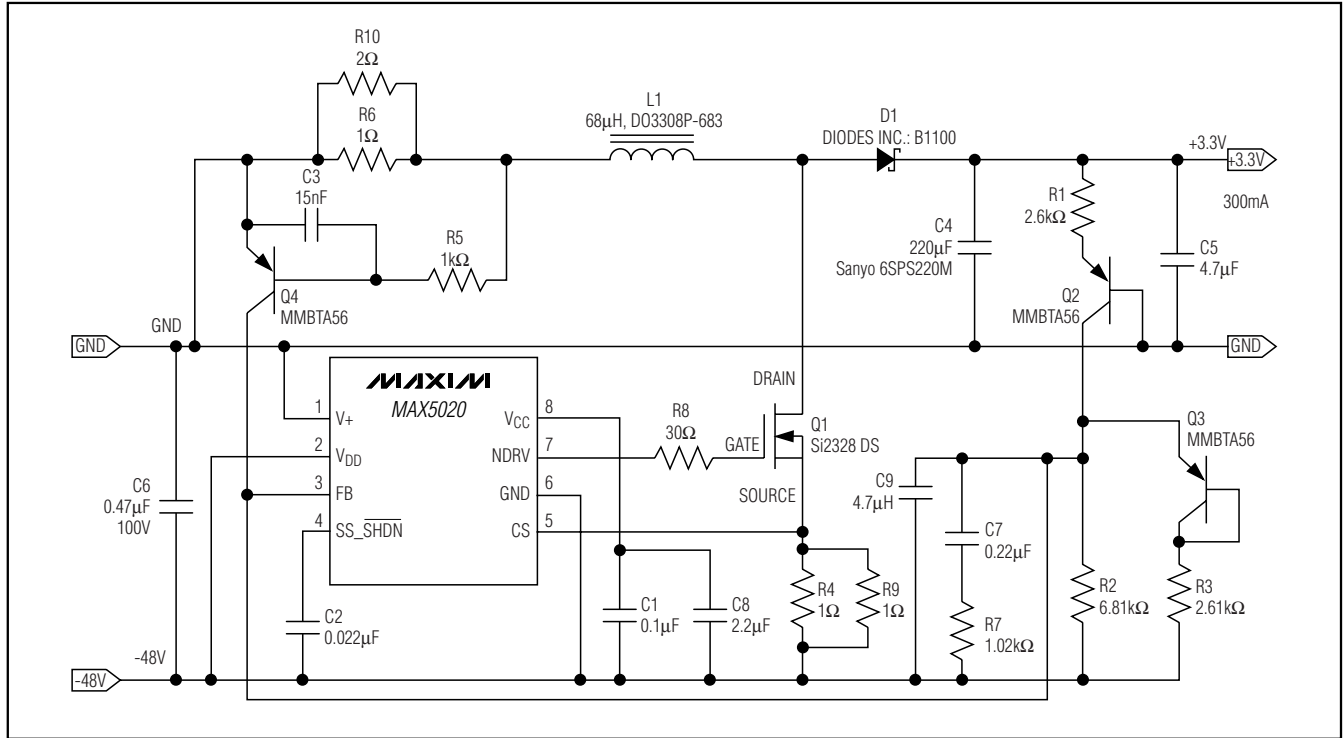 R10
2Ω
R6
1Ω
C3
15nF
R5
1kΩ
Q4
MMBTA56
L1
68µH, DO3308P-683
D1
DIODES INC.: B1100
+3.3V
+3.3V
300mA
R1
2.6kΩ
C4
220µF
Sanyo 6SPS220M
C5
4.7µF
Q2
MMBTA56
GND
GND
GND
MAXIM
MAX5020
1 V+
2 VDD
3 FB
4 SS_SHDN
8 VCC
7 NDRV
6 GND
5 CS
C6
0.47µF
100V
R8
30Ω
DRAIN
GATE
SOURCE
Q1
Si2328 DS
Q3
MMBTA56
C9
4.7µH
C7
0.22µF
R7
1.02kΩ
R2
6.81kΩ
R3
2.61kΩ
R4
1Ω
R9
1Ω
C2
0.022µF
C1
0.1µF
C8
2.2µF
-48V
-48V